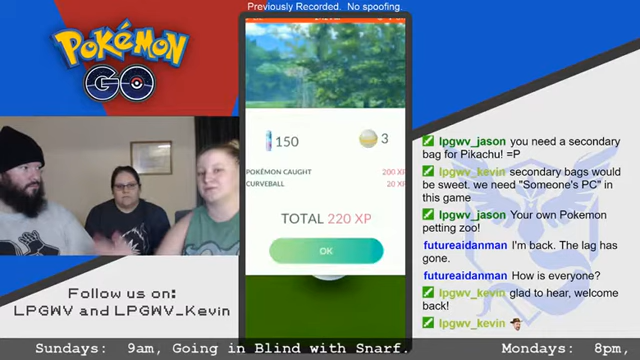 Previously Recorded. No spoofing.
POKÉMON
GO
150
3
POKÉMON CAUGHT 200 XP
CURVEBALL 20 XP
TOTAL 220 XP
OK
lpgwv_jason you need a secondary
bag for Pikachu! =P
lpgwv_kevin secondary bags would
be sweet. we need "Someone's PC" in
this game
lpgwv_jason Your own Pokemon
petting zoo!
futureaidanman I'm back. The lag has
gone.
futureaidanman How is everyone?
lpgwv_kevin glad to hear, welcome
back!
lpgwv_kevin
Follow us on:
LPGWV and LPGWV_Kevin
Sundays: 9am, Going in Blind with Snarf. Mondays: 8pm,